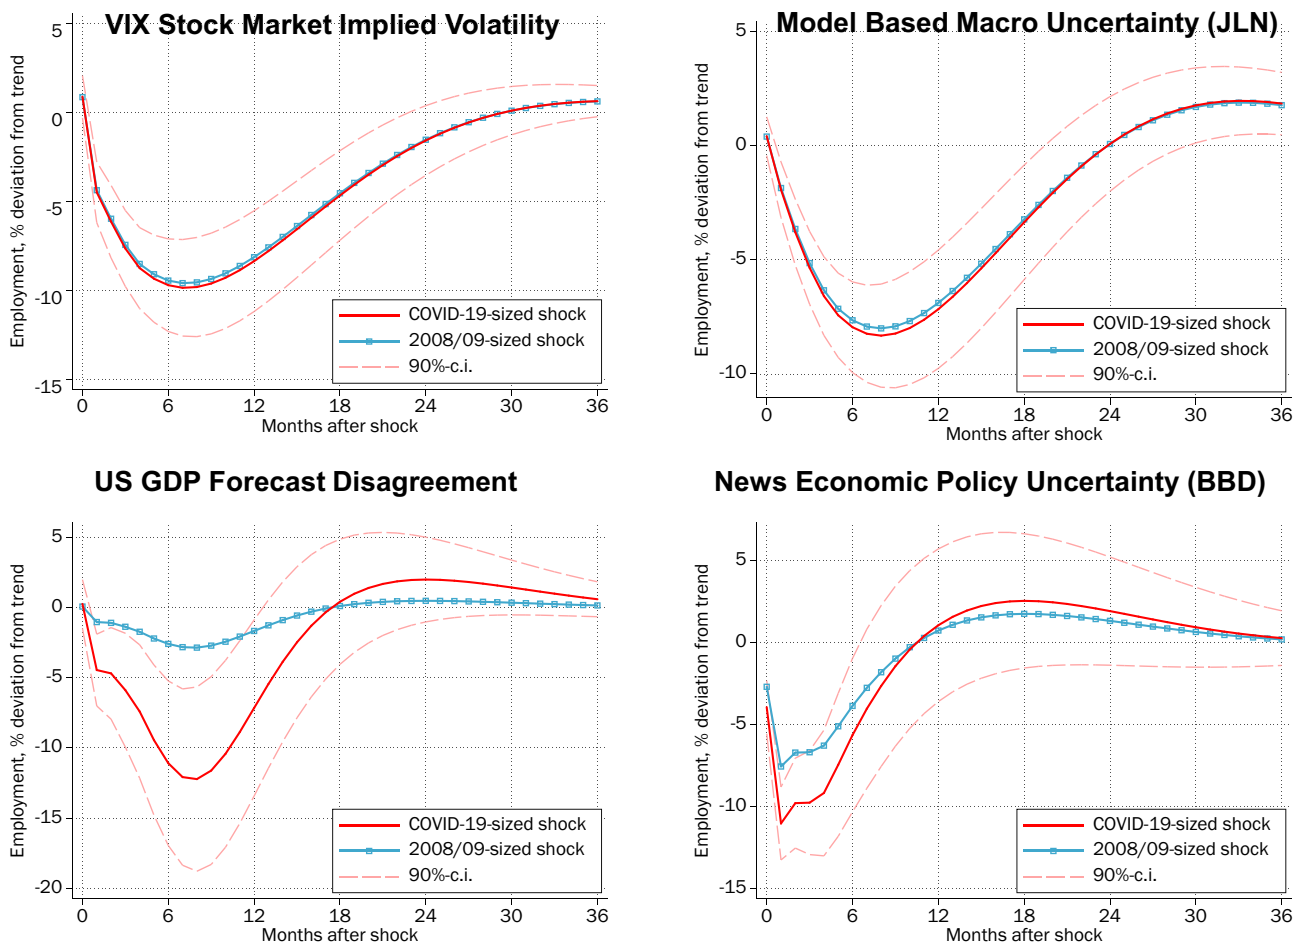 VIX Stock Market Implied Volatility
Employment, % deviation from trend
5
0
-5
-10
-15
COVID-19-sized shock
2008/09-sized shock
90%-c.i.
0 6 12 18 24 30 36
Months after shock
Model Based Macro Uncertainty (JLN)
Employment, % deviation from trend
5
0
-5
-10
COVID-19-sized shock
2008/09-sized shock
90%-c.i.
0 6 12 18 24 30 36
Months after shock
US GDP Forecast Disagreement
Employment, % deviation from trend
5
0
-5
-10
-15
-20
COVID-19-sized shock
2008/09-sized shock
90%-c.i.
0 6 12 18 24 30 36
Months after shock
News Economic Policy Uncertainty (BBD)
Employment, % deviation from trend
5
0
-5
-10
-15
COVID-19-sized shock
2008/09-sized shock
90%-c.i.
0 6 12 18 24 30 36
Months after shock